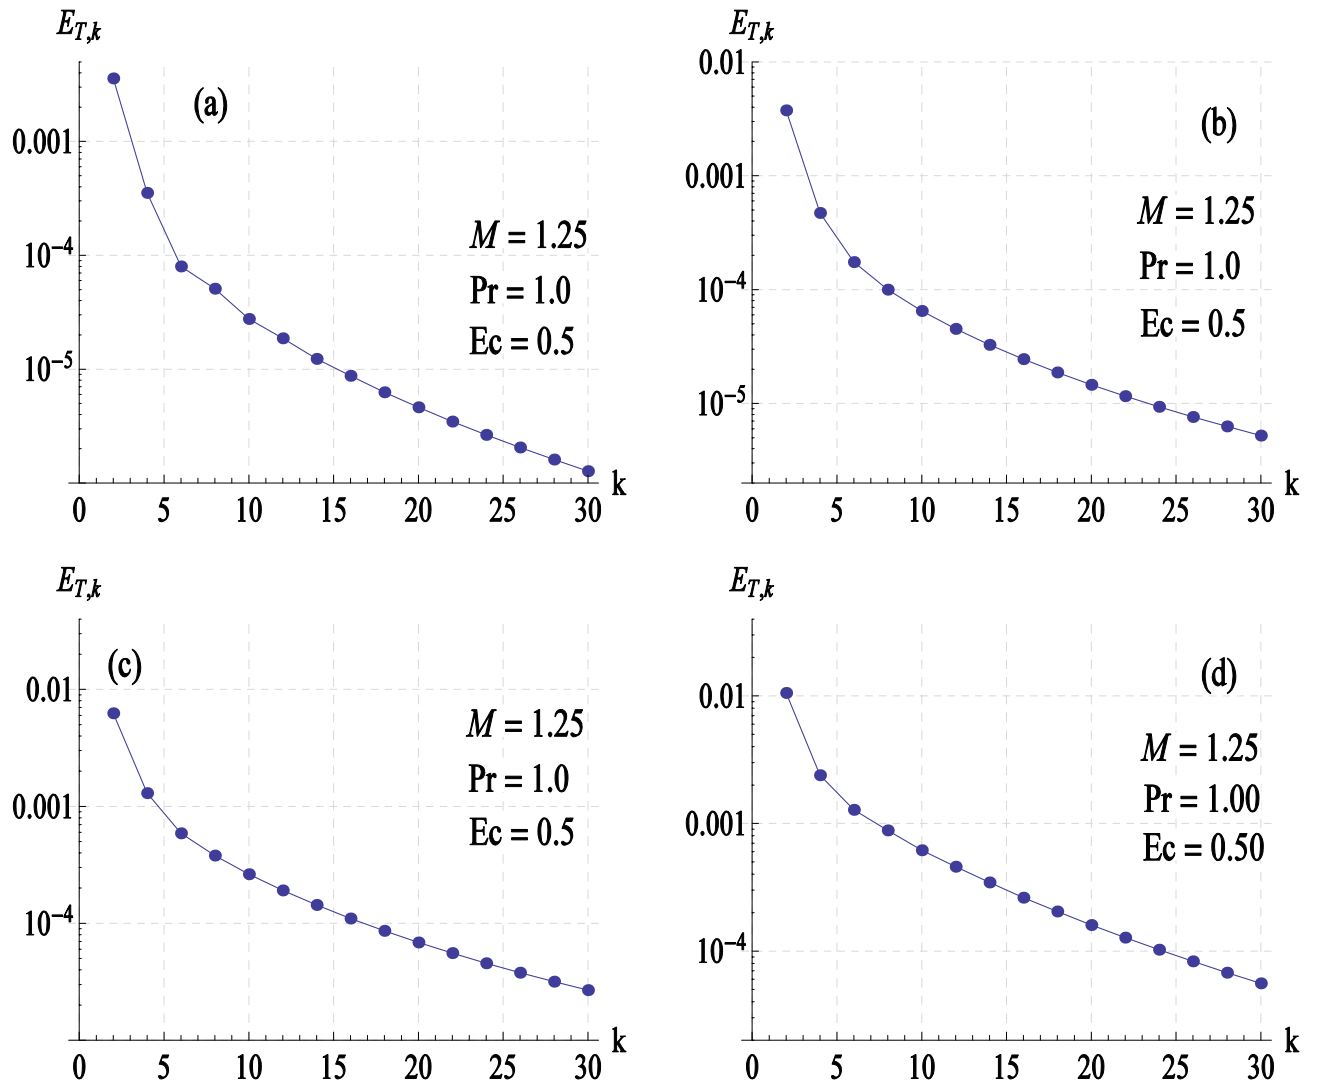 E_{T,k}
(a)
0.001
10^{-4}
10^{-5}
M = 1.25
Pr = 1.0
Ec = 0.5
0 5 10 15 20 25 30 k
E_{T,k}
0.01
(b)
0.001
10^{-4}
10^{-5}
M = 1.25
Pr = 1.0
Ec = 0.5
0 5 10 15 20 25 30 k
E_{T,k}
(c)
0.01
0.001
10^{-4}
M = 1.25
Pr = 1.0
Ec = 0.5
0 5 10 15 20 25 30 k
E_{T,k}
(d)
0.01
0.001
10^{-4}
M = 1.25
Pr = 1.00
Ec = 0.50
0 5 10 15 20 25 30 k